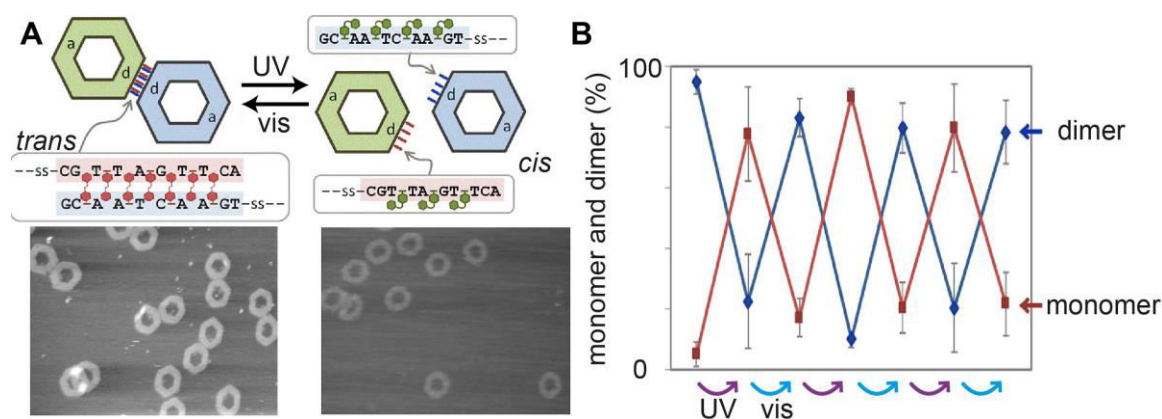 A
a
d
d
a
trans
UV
vis
GC AA TC AA GT-ss--
a
d
d
a
cis
--ss-CG T T A G T T CA
GC A A T C A A GT-ss--
--ss-CGT TA GT TCA
B
monomer and dimer (%)
100
0
dimer
monomer
UV vis